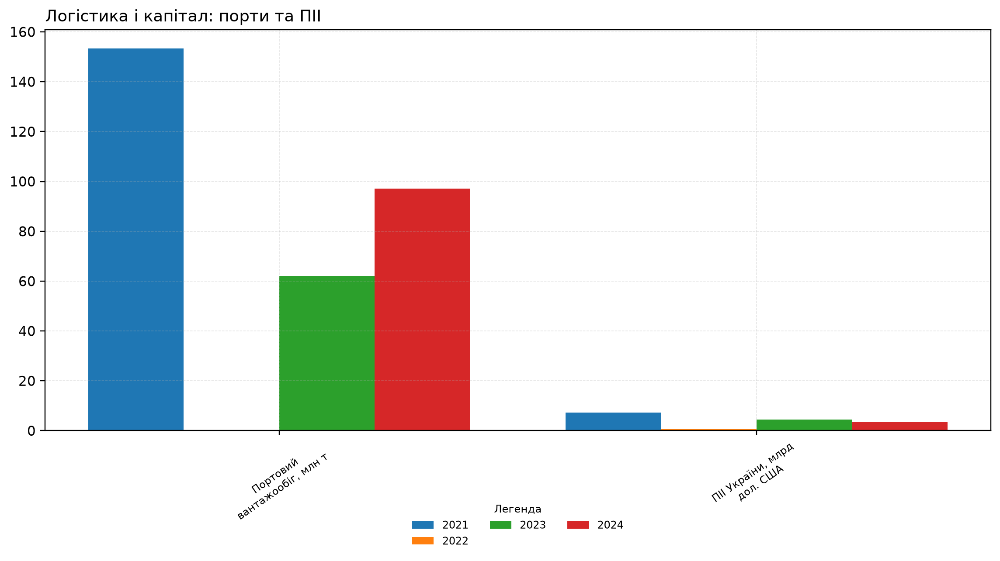 Логістика і капітал: порти та ПІІ
160
140
120
100
80
60
40
20
0
Портовий
вантажообіг, млн т
ПІІ України, млрд
дол. США
Легенда
2021
2022
2023
2024